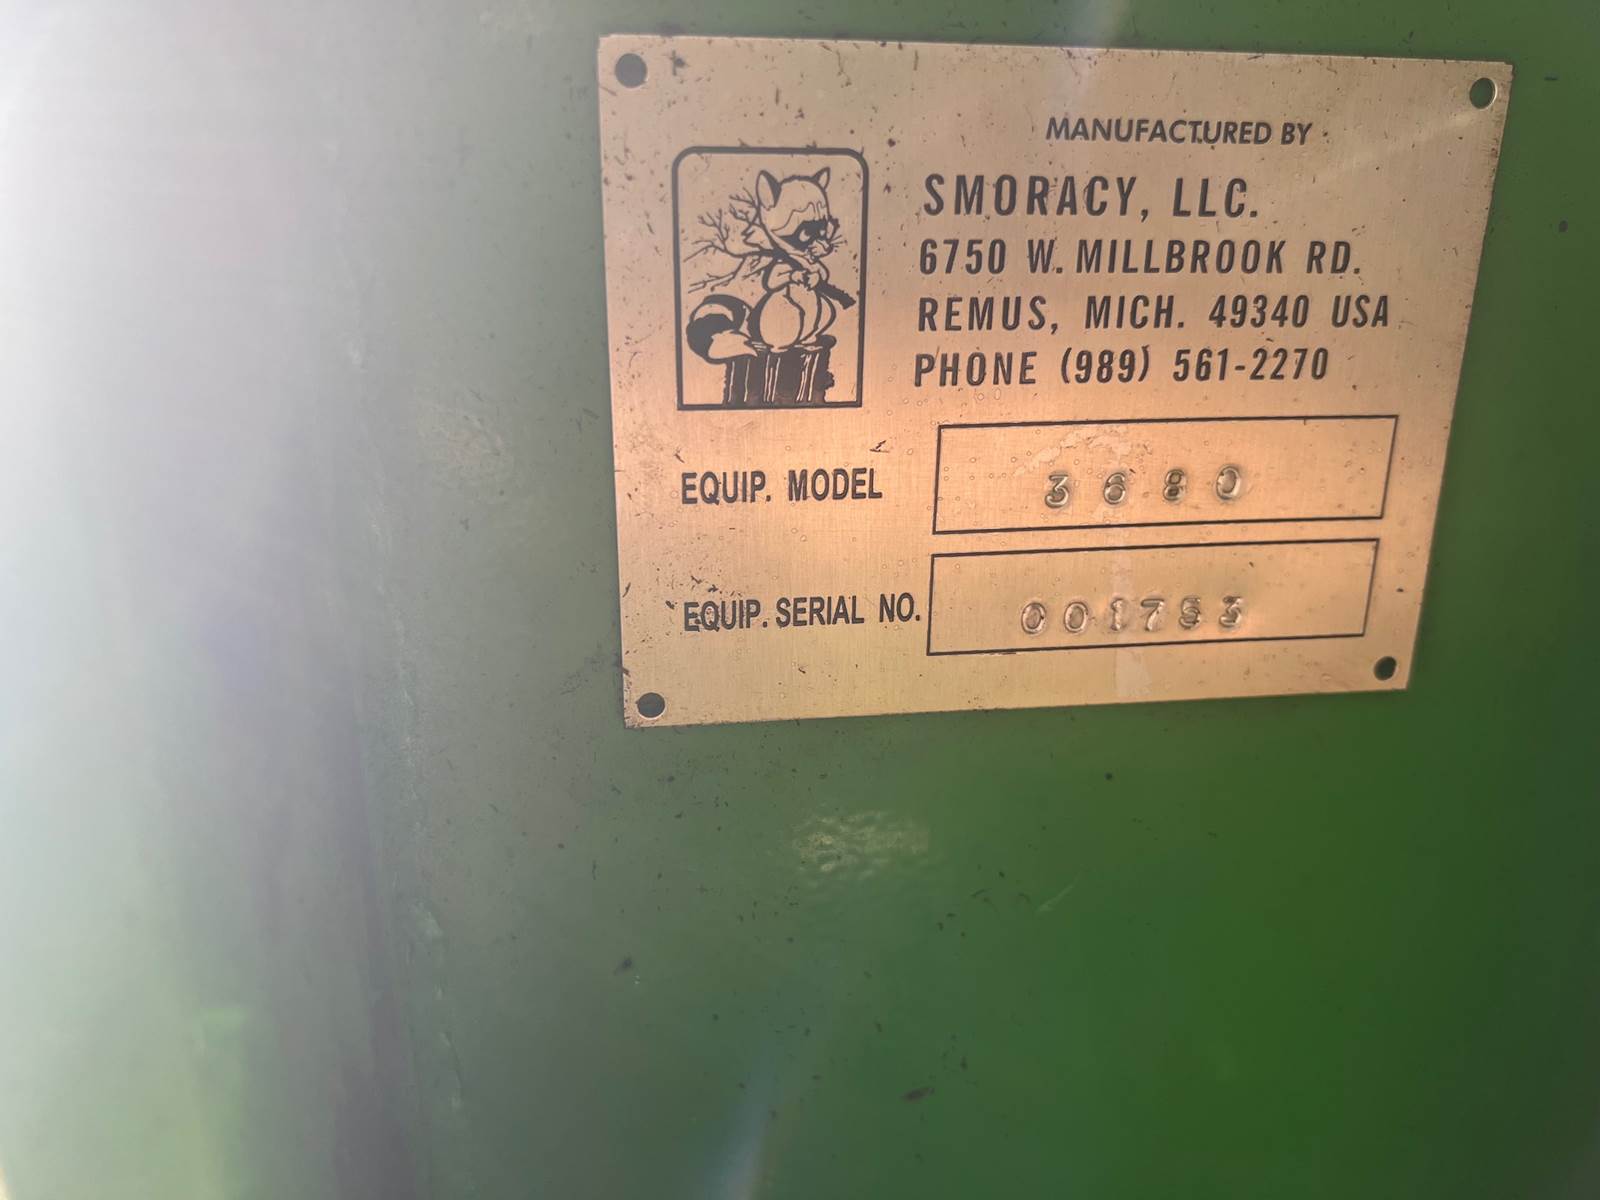 MANUFACTURED BY
SMORACY, LLC.
6750 W. MILLBROOK RD.
REMUS, MICH. 49340 USA
PHONE (989) 561-2270
EQUIP. MODEL 3680
EQUIP. SERIAL NO. 001753